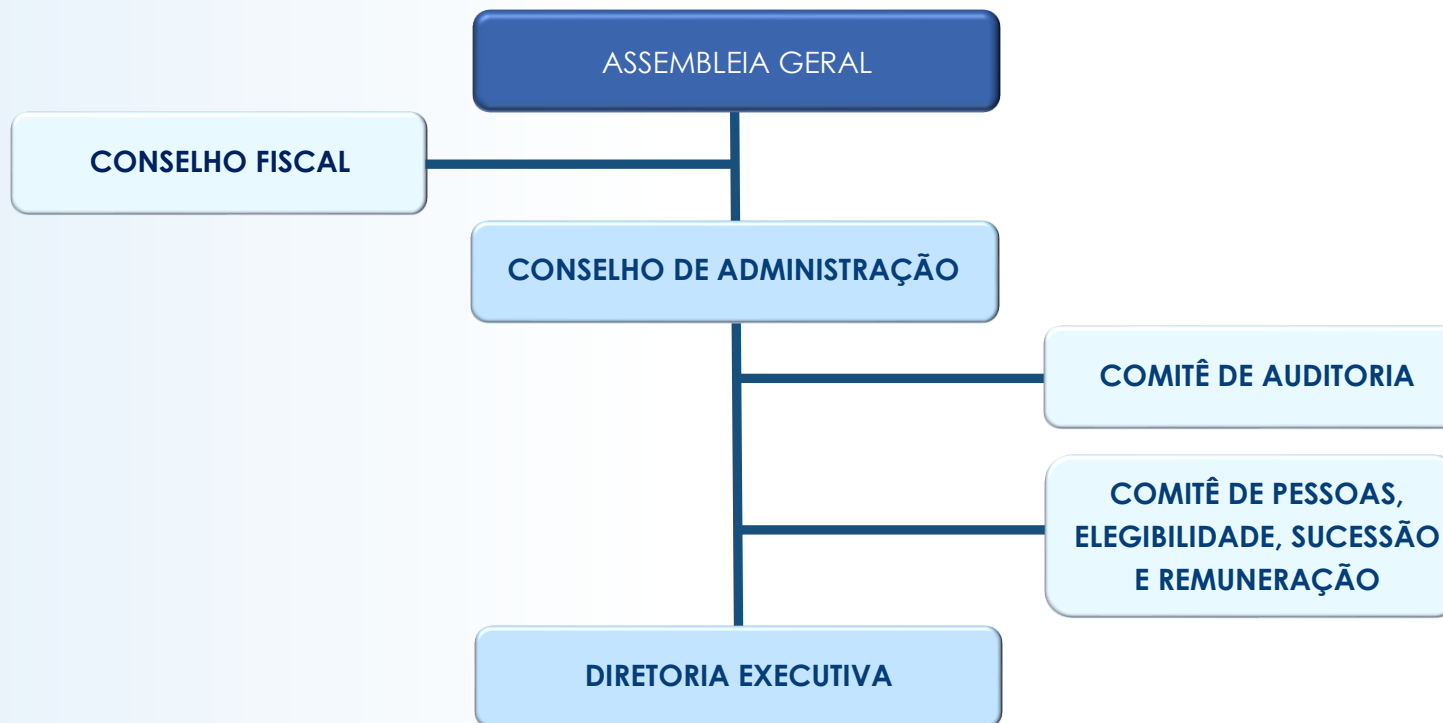 ASSEMBLEIA GERAL
CONSELHO FISCAL
CONSELHO DE ADMINISTRAÇÃO
COMITÊ DE AUDITORIA
COMITÊ DE PESSOAS,
ELEGIBILIDADE, SUCESSÃO
E REMUNERAÇÃO
DIRETORIA EXECUTIVA